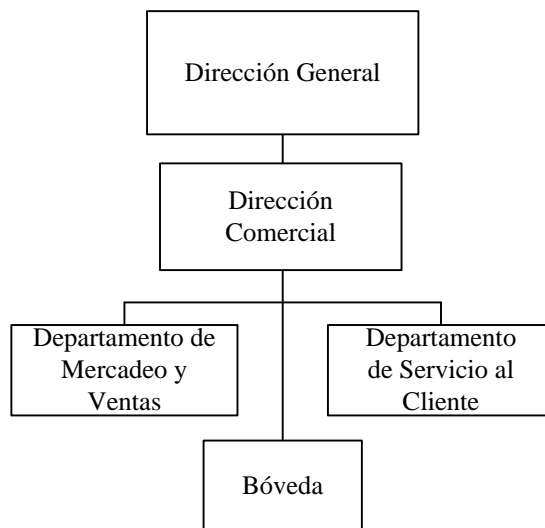 Dirección General
Dirección
Comercial
Departamento de
Mercadeo y
Ventas
Departamento
de Servicio al
Cliente
Bóveda